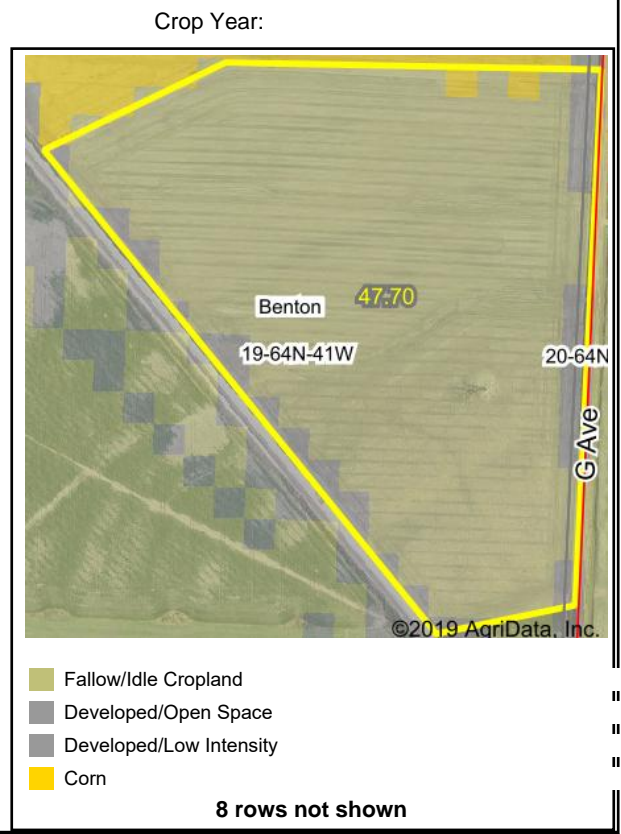 Crop Year:
Benton
47.70
19-64N-41W
20-64N
G Ave
©2019 AgriData, Inc.
Fallow/Idle Cropland
Developed/Open Space
Developed/Low Intensity
Corn
8 rows not shown